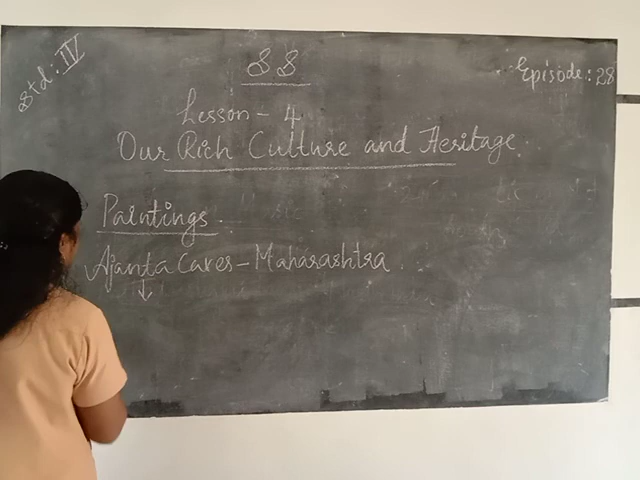 Std: IV
SS
Episode: 28
Lesson - 4
Our Rich Culture and Heritage.
Paintings.
Ajanta Caves - Maharashtra
↓